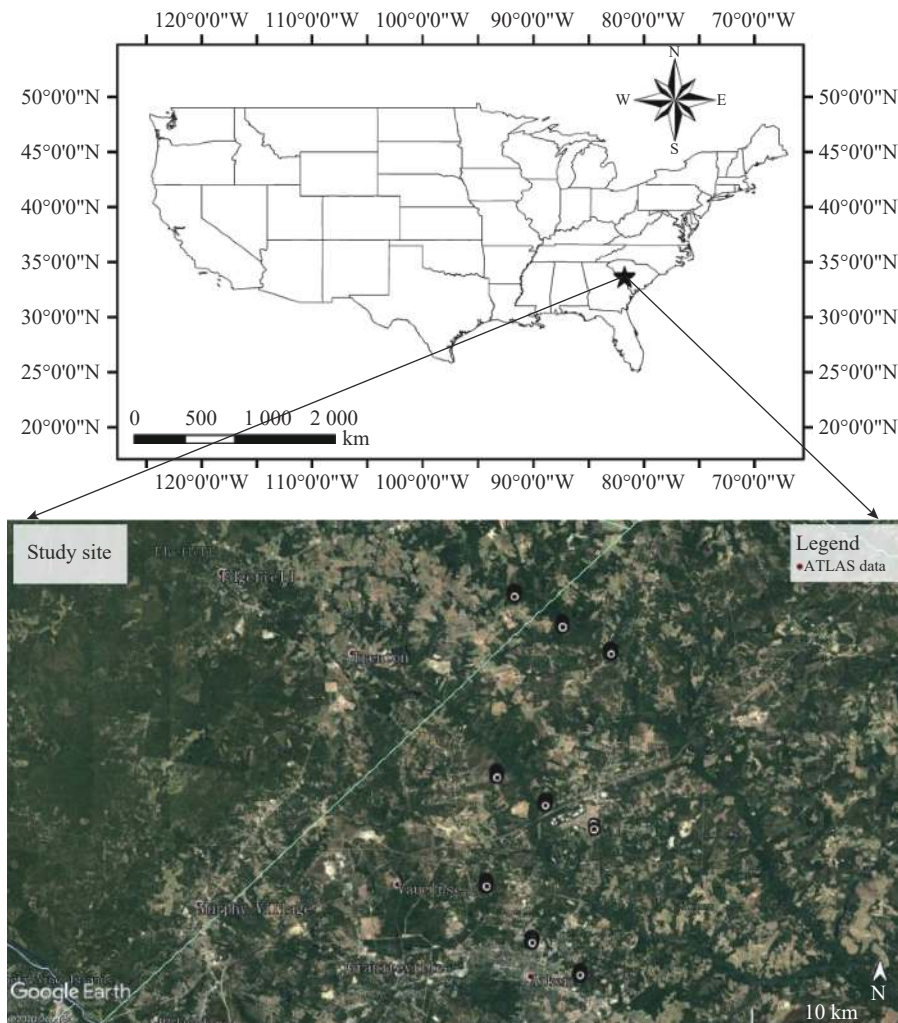 120°0'0"W 110°0'0"W 100°0'0"W 90°0'0"W 80°0'0"W 70°0'0"W
N
50°0'0"N W E 50°0'0"N
S
45°0'0"N 45°0'0"N
40°0'0"N 40°0'0"N
35°0'0"N 35°0'0"N
30°0'0"N 30°0'0"N
25°0'0"N 25°0'0"N
0 500 1 000 2 000
20°0'0"N km 20°0'0"N
120°0'0"W 110°0'0"W 100°0'0"W 90°0'0"W 80°0'0"W 70°0'0"W
Study site
Legend
ATLAS data
Murphy Village
Google Earth
N
10 km